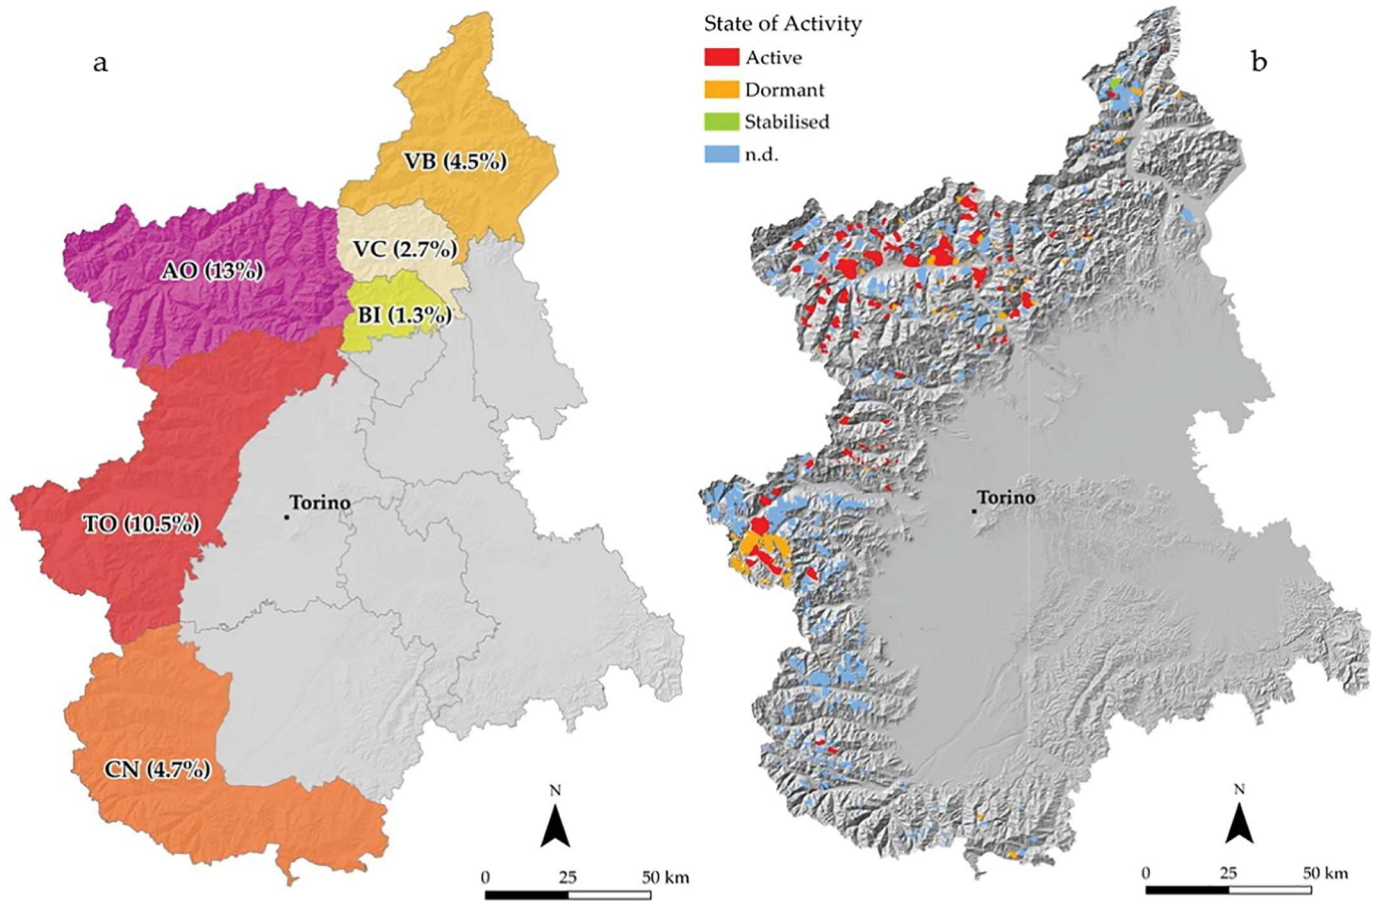 a
VB (4.5%)
VC (2.7%)
AO (13%)
BI (1.3%)
Torino
TO (10.5%)
CN (4.7%)
N
0 25 50 km
State of Activity
Active
Dormant
Stabilised
n.d.
b
Torino
N
0 25 50 km